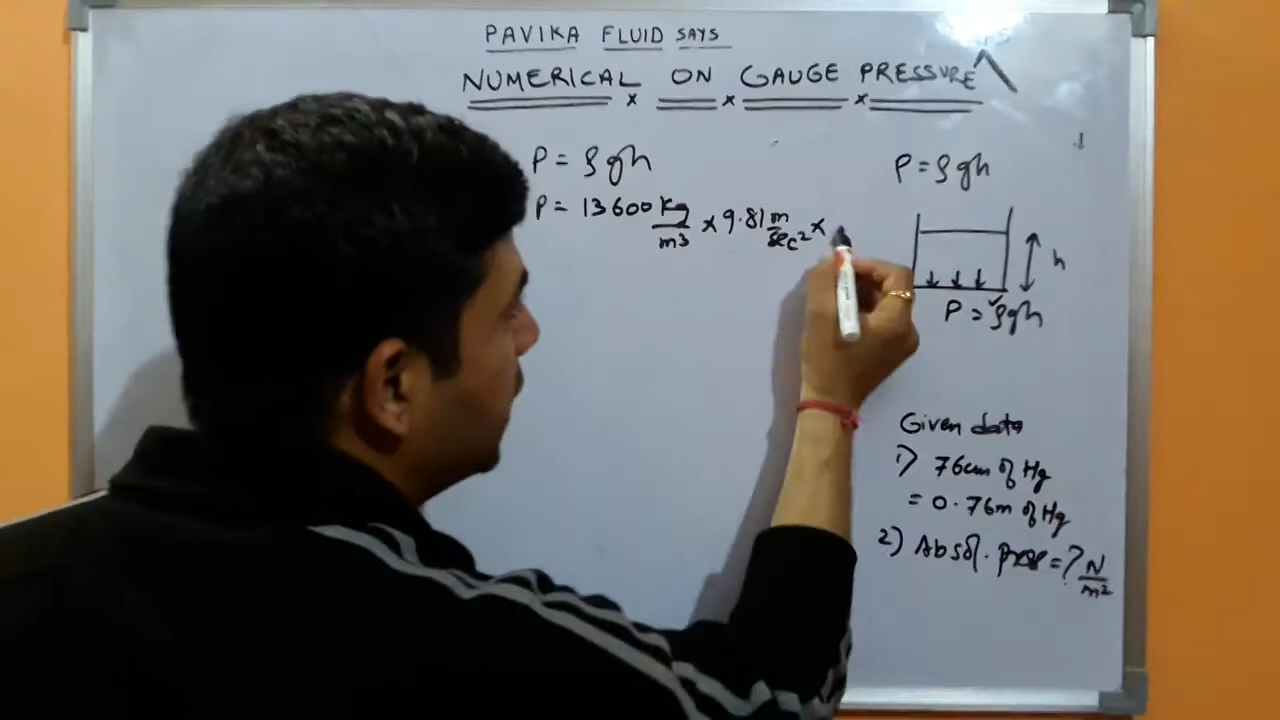 PAVIKA FLUID SAYS
NUMERICAL ON GAUGE PRESSURE
P = ρgh
P = 13600 Kg/m3 × 9.81 m/sec2 ×
P = ρgh
h
P = ρgh
Given data
1) 76cm of Hg
= 0.76m of Hg
2) Absol. press = ? N/m2